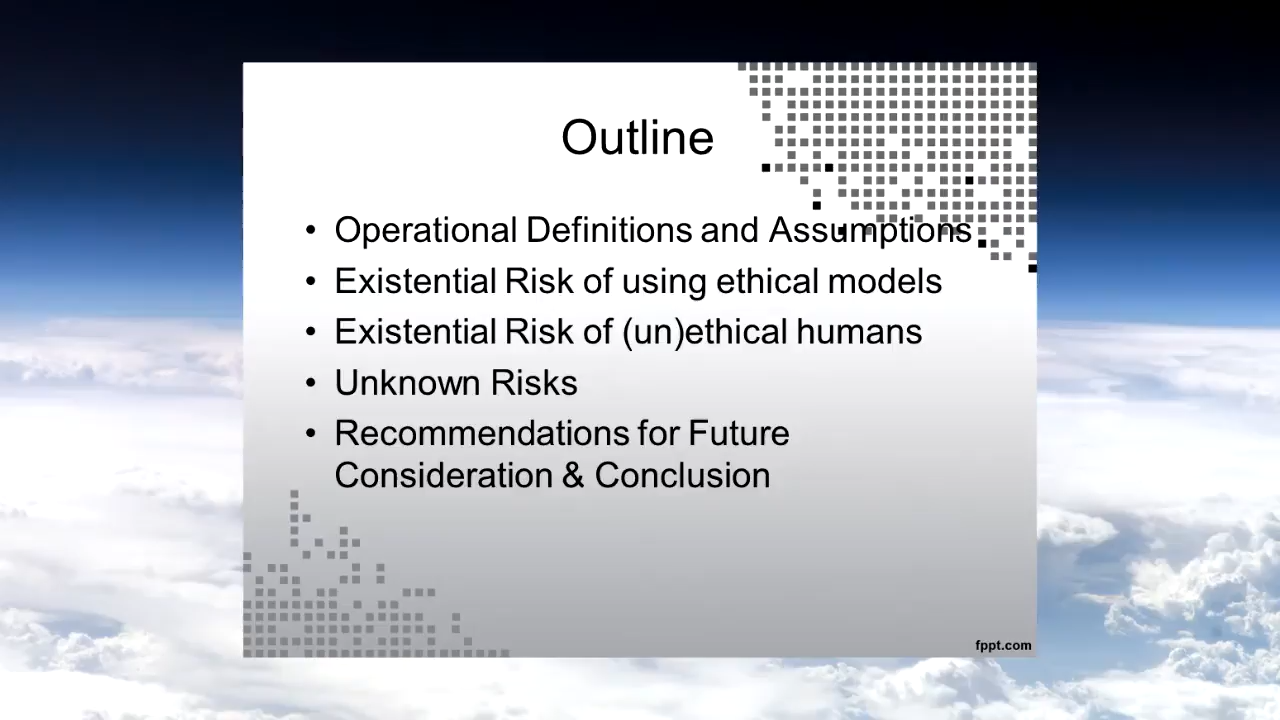 Outline
• Operational Definitions and Assumptions
• Existential Risk of using ethical models
• Existential Risk of (un)ethical humans
• Unknown Risks
• Recommendations for Future
Consideration & Conclusion
fppt.com